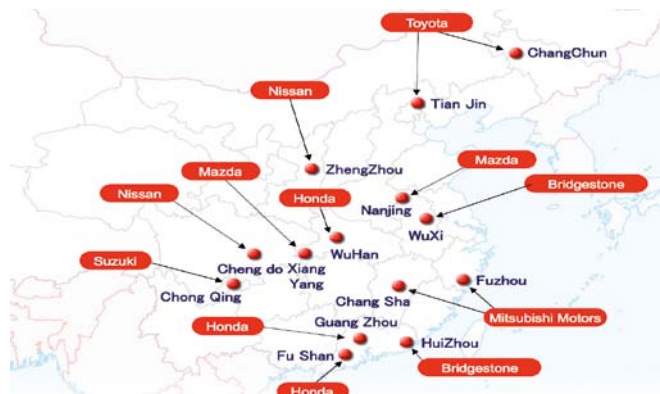 Toyota
ChangChun
Nissan
Tian Jin
Mazda
ZhengZhou
Mazda
Nissan
Honda
Nanjing
Bridgestone
WuXi
WuHan
Suzuki
Cheng do Xiang
Yang
Chong Qing
Fuzhou
Chang Sha
Mitsubishi Motors
Honda
Guang Zhou
HuiZhou
Fu Shan
Bridgestone
Honda